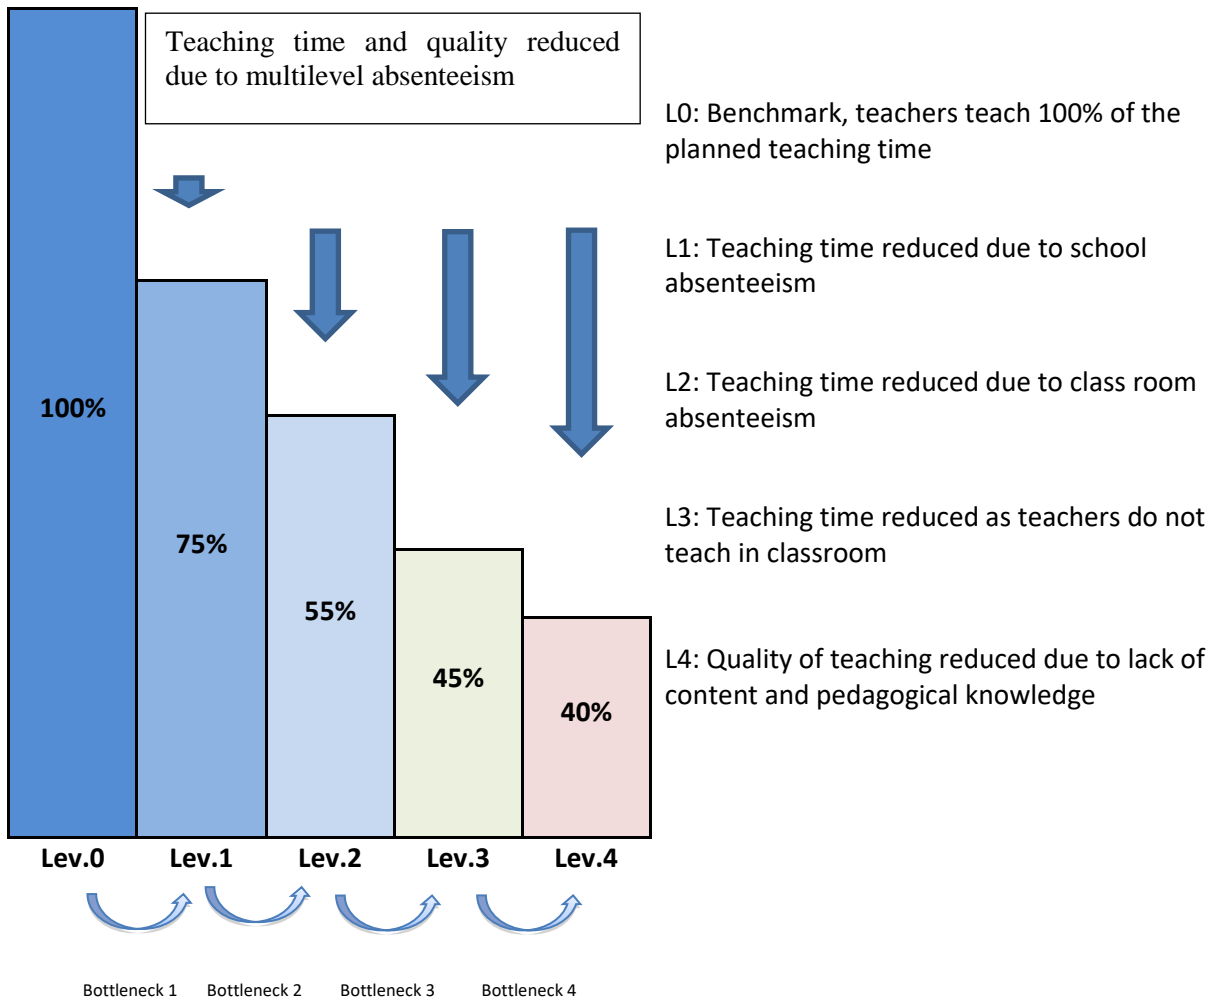 Teaching time and quality reduced
due to multilevel absenteeism
L0: Benchmark, teachers teach 100% of the
planned teaching time
L1: Teaching time reduced due to school
absenteeism
L2: Teaching time reduced due to class room
absenteeism
L3: Teaching time reduced as teachers do not
teach in classroom
L4: Quality of teaching reduced due to lack of
content and pedagogical knowledge
100%
75%
55%
45%
40%
Lev.0 Lev.1 Lev.2 Lev.3 Lev.4
Bottleneck 1 Bottleneck 2 Bottleneck 3 Bottleneck 4